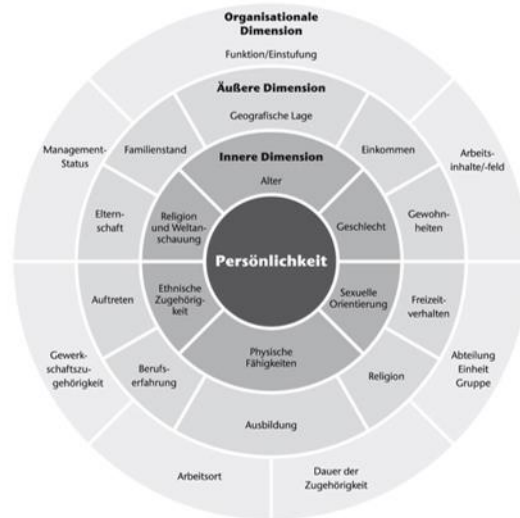 Organisationale
Dimension
Funktion/Einstufung
Äußere Dimension
Geografische Lage
Management-
Status
Familienstand
Innere Dimension
Alter
Einkommen
Arbeits-
inhalte/-feld
Eltern-
schaft
Religion
und Weltan-
schauung
Geschlecht
Gewohn-
heiten
Persönlichkeit
Auftreten
Ethnische
Zugehörig-
keit
Sexuelle
Orientierung
Freizeit-
verhalten
Gewerk-
schaftszu-
gehörigkeit
Berufs-
erfahrung
Physische
Fähigkeiten
Religion
Abteilung
Einheit
Gruppe
Ausbildung
Arbeitsort
Dauer der
Zugehörigkeit